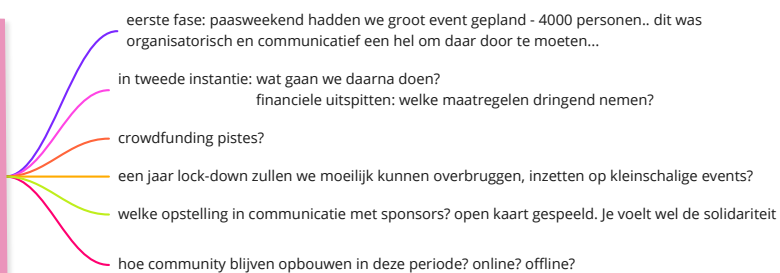 eerste fase: paasweekend hadden we groot event gepland - 4000 personen.. dit was
organisatorisch en communicatief een hel om daar door te moeten...
in tweede instantie: wat gaan we daarna doen?
financiele uitspitten: welke maatregelen dringend nemen?
crowdfunding pistes?
een jaar lock-down zullen we moeilijk kunnen overbruggen, inzetten op kleinschalige events?
welke opstelling in communicatie met sponsors? open kaart gespeeld. Je voelt wel de solidariteit
hoe community blijven opbouwen in deze periode? online? offline?